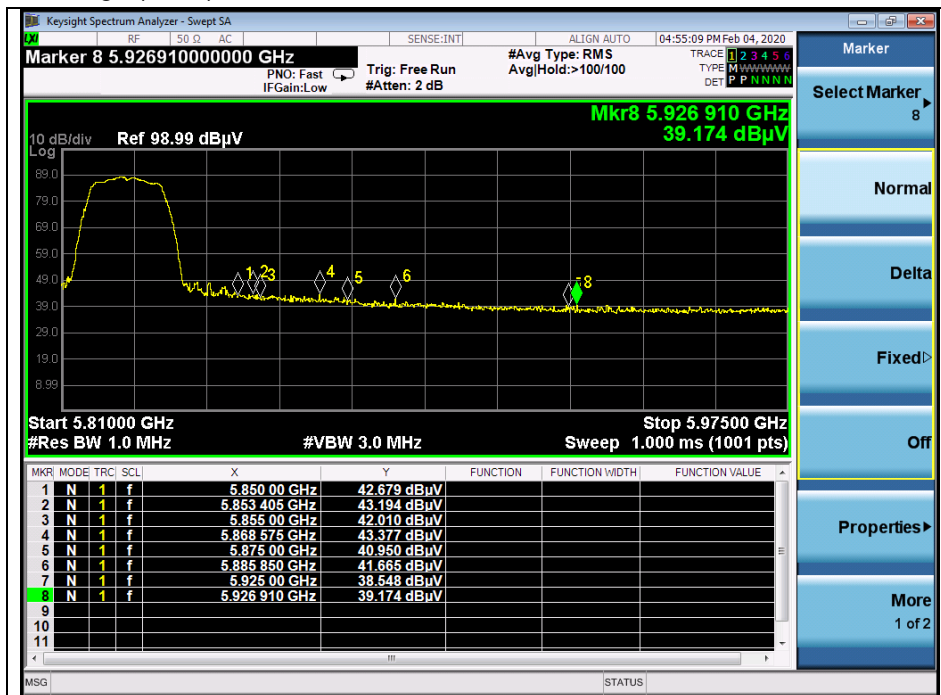 Keysight Spectrum Analyzer - Swept SA
LXI RF 50 Ω AC SENSE:INT ALIGN AUTO 04:55:09 PM Feb 04, 2020
Marker 8 5.926910000000 GHz
PNO: Fast
IFGain:Low
Trig: Free Run
#Atten: 2 dB
#Avg Type: RMS
Avg|Hold:>100/100
TRACE 1 2 3 4 5 6
TYPE M WWWWW
DET P P N N N N
Mkr8 5.926 910 GHz
39.174 dBµV
10 dB/div Ref 98.99 dBµV
Log
89.0
79.0
69.0
59.0
49.0
39.0
29.0
19.0
8.99
1 2 3 4 5 6 8
Start 5.81000 GHz Stop 5.97500 GHz
#Res BW 1.0 MHz #VBW 3.0 MHz Sweep 1.000 ms (1001 pts)
MKR MODE TRC SCL X Y FUNCTION FUNCTION WIDTH FUNCTION VALUE
1 N 1 f 5.850 00 GHz 42.679 dBµV
2 N 1 f 5.853 405 GHz 43.194 dBµV
3 N 1 f 5.855 00 GHz 42.010 dBµV
4 N 1 f 5.868 575 GHz 43.377 dBµV
5 N 1 f 5.875 00 GHz 40.950 dBµV
6 N 1 f 5.885 850 GHz 41.665 dBµV
7 N 1 f 5.925 00 GHz 38.548 dBµV
8 N 1 f 5.926 910 GHz 39.174 dBµV
9
10
11
MSG STATUS
Marker
Select Marker
8
Normal
Delta
Fixed
Off
Properties
More
1 of 2